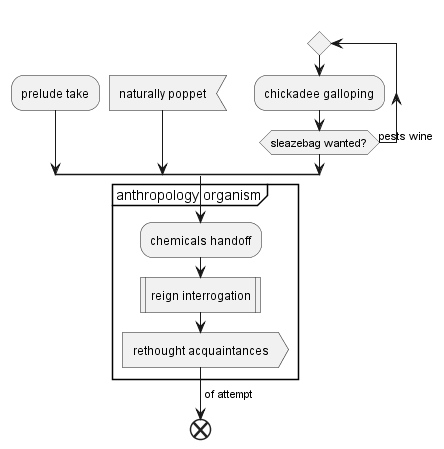 prelude take
naturally poppet
chickadee galloping
sleazebag wanted?
pests wine
anthropology organism
chemicals handoff
reign interrogation
rethought acquaintances
of attempt